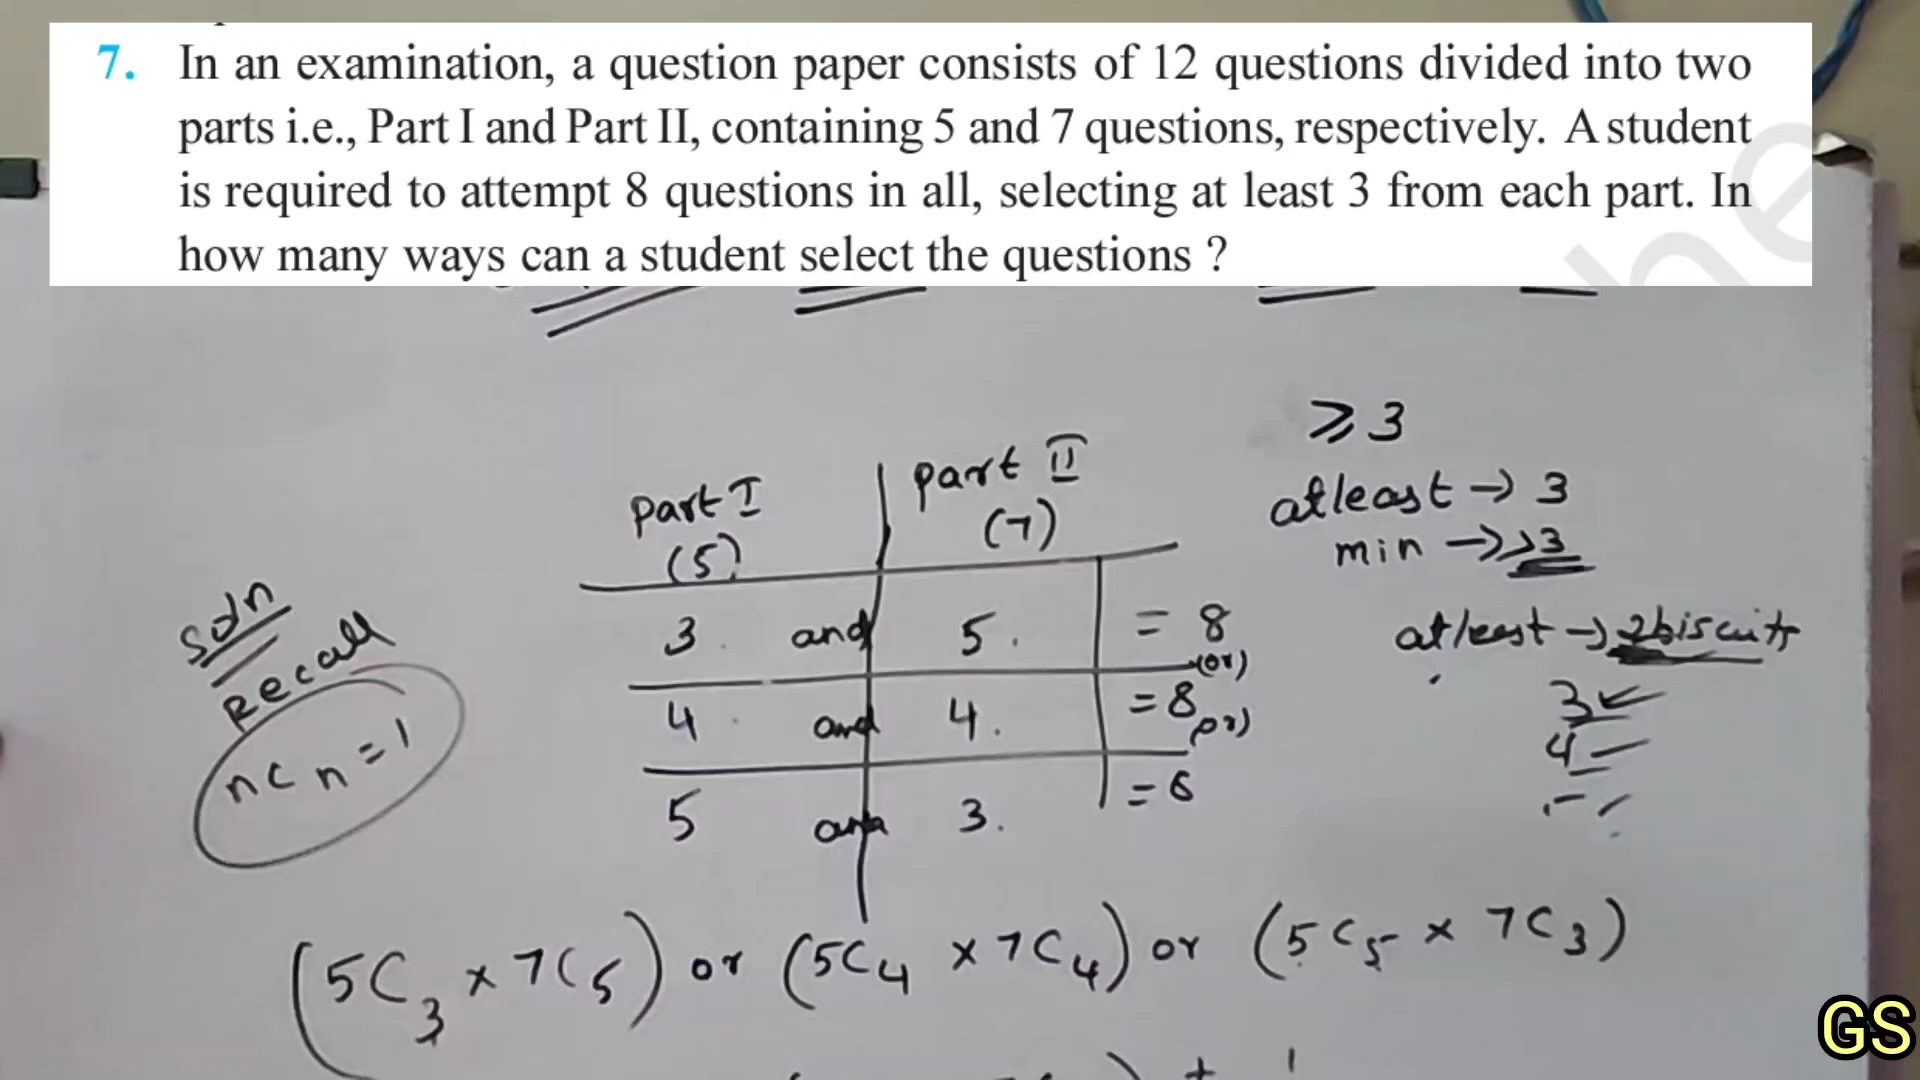 7. In an examination, a question paper consists of 12 questions divided into two
parts i.e., Part I and Part II, containing 5 and 7 questions, respectively. A student
is required to attempt 8 questions in all, selecting at least 3 from each part. In
how many ways can a student select the questions ?
≥ 3
atleast → 3
min → ≥3
atleast → 2 biscuits
3
4
Soln
Recall
nCn = 1
Part I
(5)
part II
(7)
3 and 5. = 8
(or)
4 and 4. = 8
(or)
5 and 3. = 8
(5C3 × 7C5) or (5C4 × 7C4) or (5C5 × 7C3)
GS